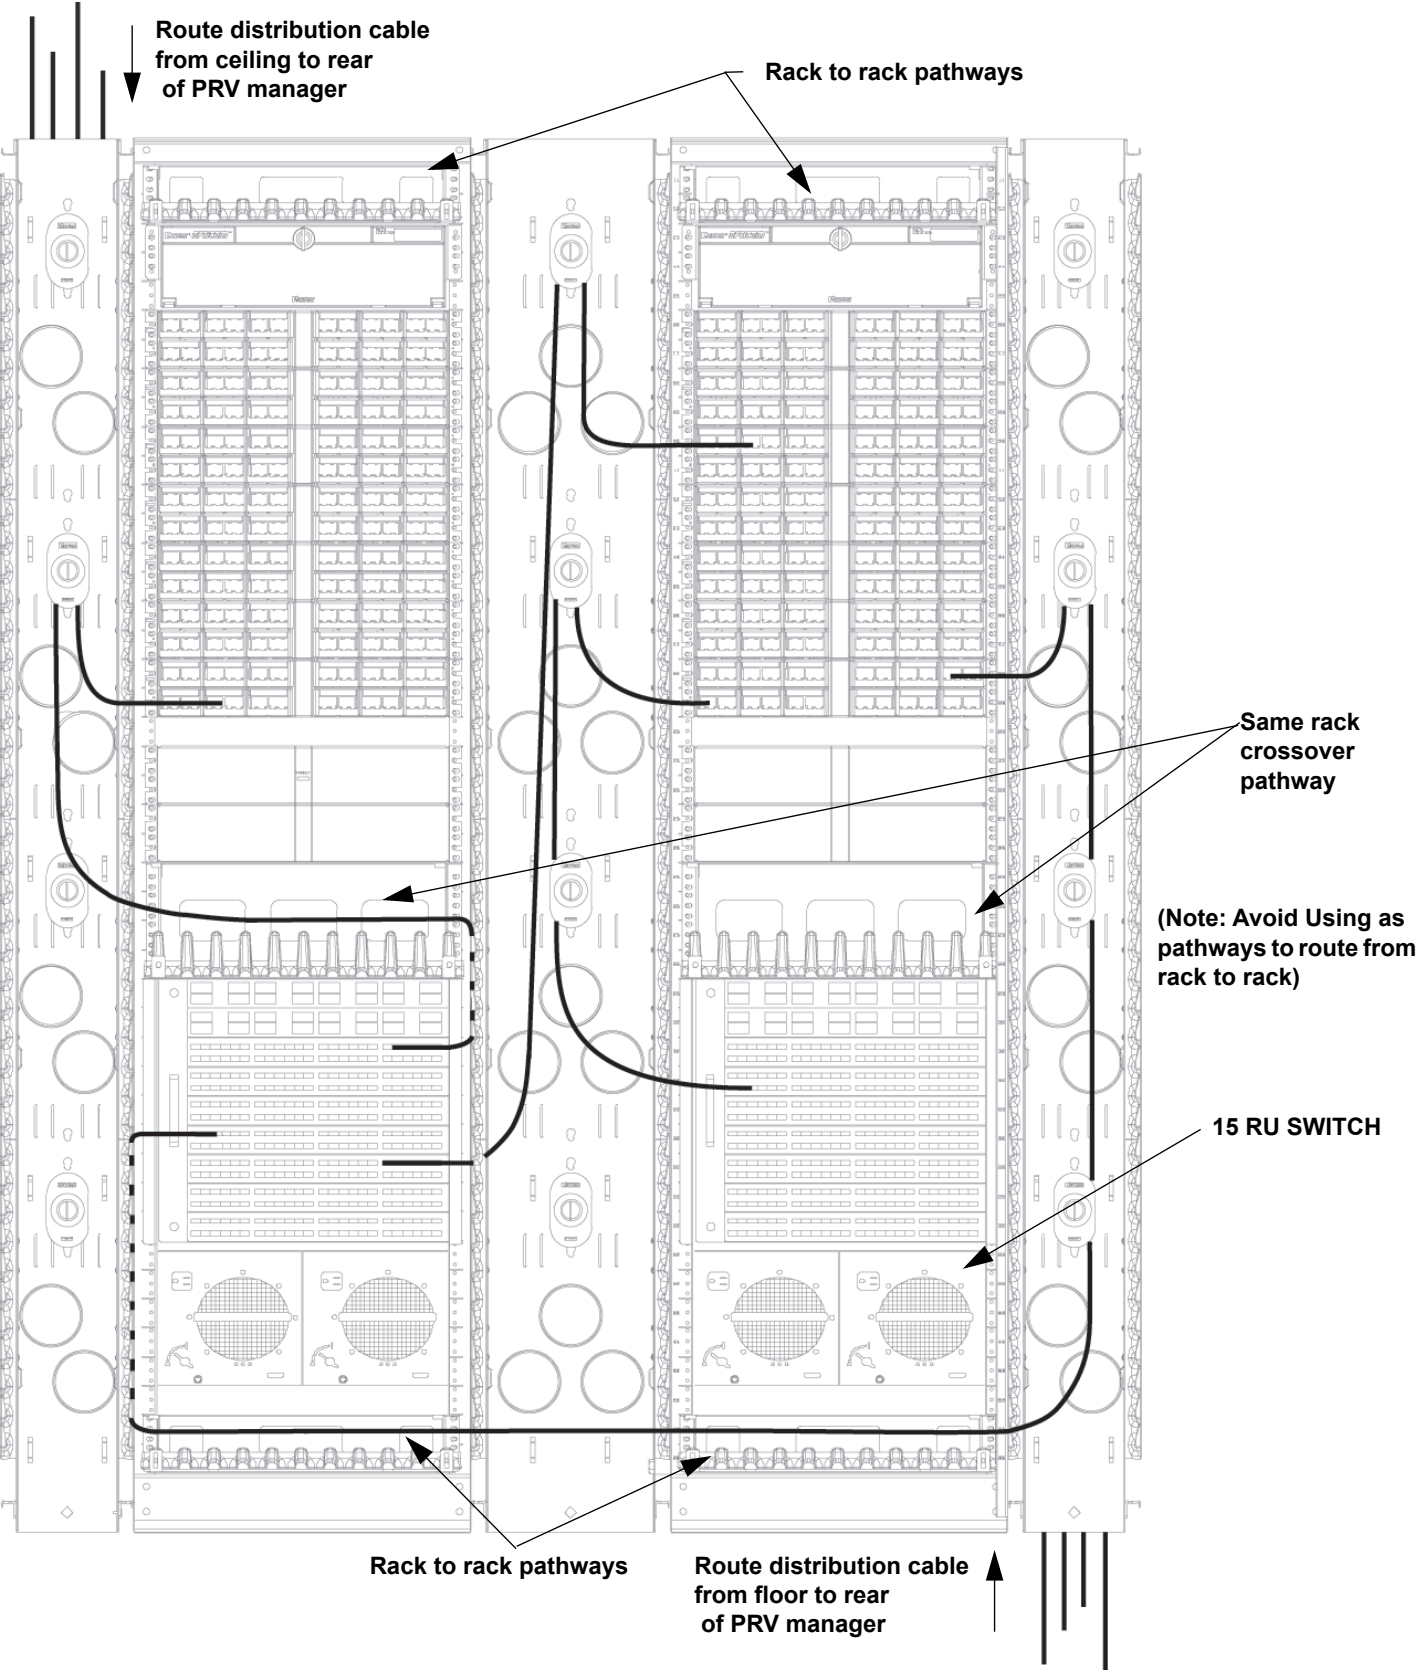 Route distribution cable
from ceiling to rear
of PRV manager
Rack to rack pathways
Same rack
crossover
pathway
(Note: Avoid Using as
pathways to route from
rack to rack)
15 RU SWITCH
Rack to rack pathways
Route distribution cable
from floor to rear
of PRV manager